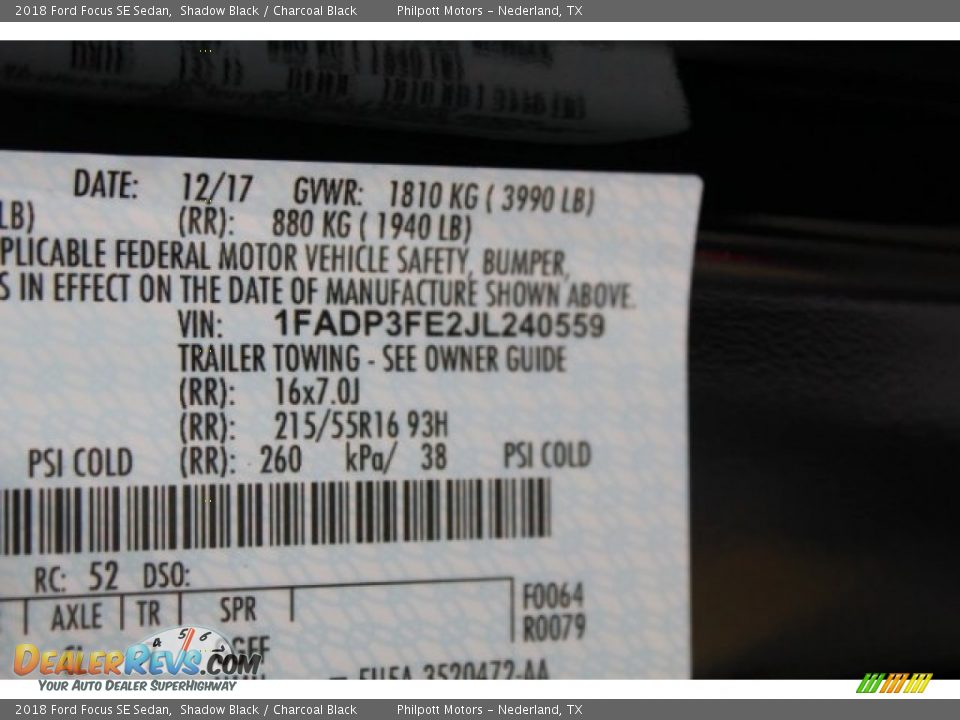 2018 Ford Focus SE Sedan, Shadow Black / Charcoal Black Philpott Motors - Nederland, TX
DATE: 12/17 GVWR: 1810 KG ( 3990 LB)
LB) (RR): 880 KG ( 1940 LB)
PLICABLE FEDERAL MOTOR VEHICLE SAFETY, BUMPER,
S IN EFFECT ON THE DATE OF MANUFACTURE SHOWN ABOVE.
VIN: 1FADP3FE2JL240559
TRAILER TOWING - SEE OWNER GUIDE
(RR): 16x7.0J
(RR): 215/55R16 93H
PSI COLD (RR): 260 kPa/ 38 PSI COLD
RC: 52 DSO:
AXLE TR SPR F0064
R0079
4 5 6
DealerRevs.com
Your Auto Dealer SuperHighway
2018 Ford Focus SE Sedan, Shadow Black / Charcoal Black Philpott Motors - Nederland, TX